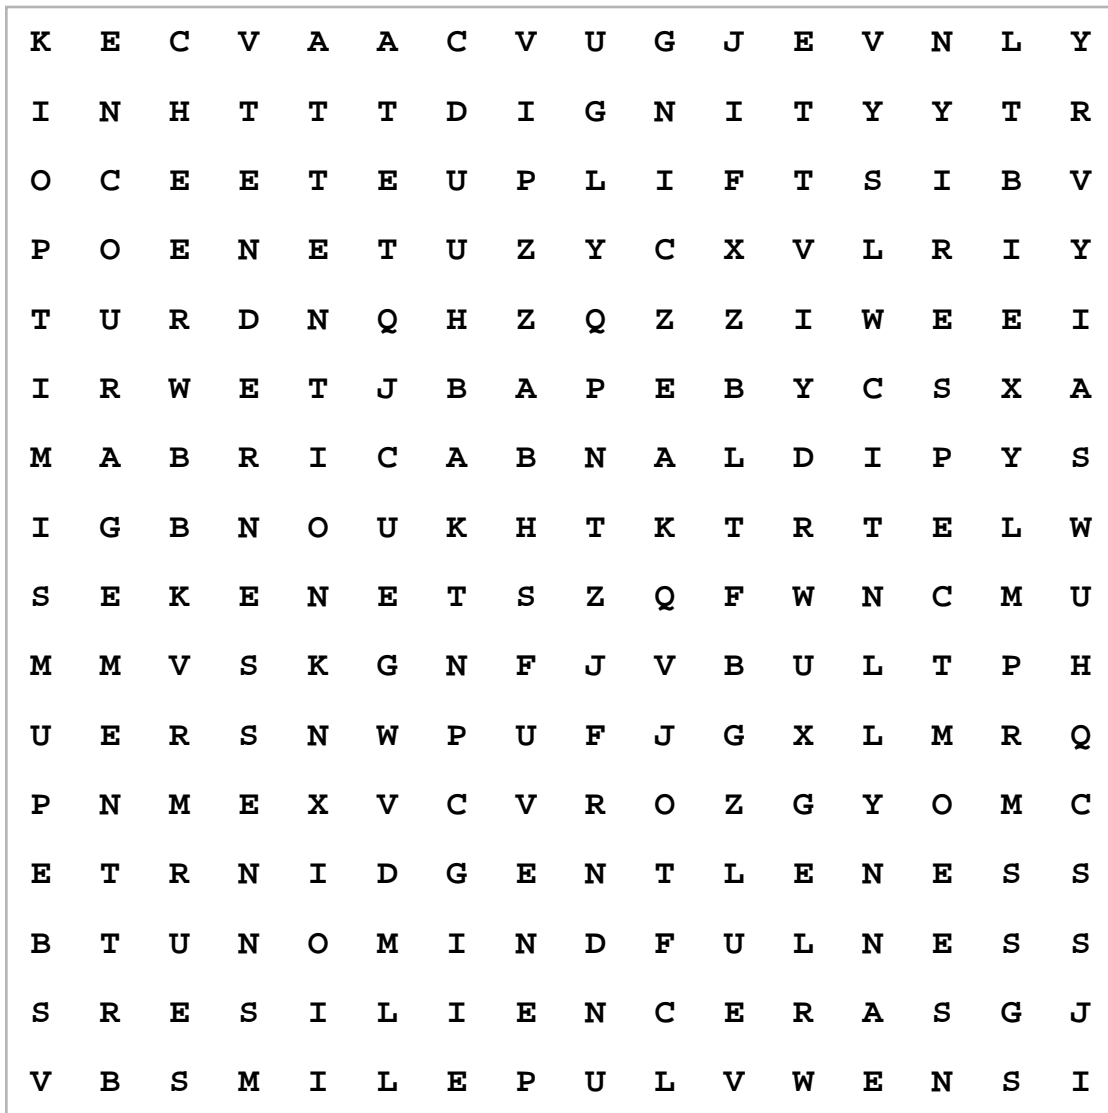 K E C V A A C V U G J E V N L Y
I N H T T T D I G N I T Y Y T R
O C E E T E U P L I F T S I B V
P O E N E T U Z Y C X V L R I Y
T U R D N Q H Z Q Z Z I W E E I
I R W E T J B A P E B Y C S X A
M A B R I C A B N A L D I P Y S
I G B N O U K H T K T R T E L W
S E K E N E T S Z Q F W N C M U
M M V S K G N F J V B U L T P H
U E R S N W P U F J G X L M R Q
P N M E X V C V R O Z G Y O M C
E T R N I D G E N T L E N E S S
B T U N O M I N D F U L N E S S
S R E S I L I E N C E R A S G J
V B S M I L E P U L V W E N S I